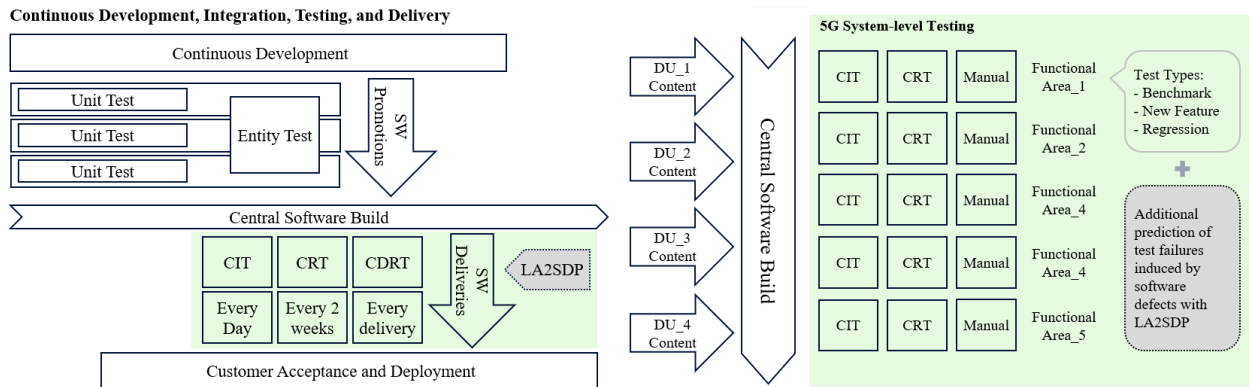 Continuous Development, Integration, Testing, and Delivery
Continuous Development
Unit Test
Unit Test
Unit Test
Entity Test
SW
Promotions
Central Software Build
CIT
CRT
CDRT
Every
Day
Every 2
weeks
Every
delivery
SW
Deliveries
LA2SDP
Customer Acceptance and Deployment
DU_1
Content
DU_2
Content
DU_3
Content
DU_4
Content
Central Software Build
5G System-level Testing
CIT
CRT
Manual
Functional
Area_1
CIT
CRT
Manual
Functional
Area_2
CIT
CRT
Manual
Functional
Area_4
CIT
CRT
Manual
Functional
Area_4
CIT
CRT
Manual
Functional
Area_5
Test Types:
- Benchmark
- New Feature
- Regression
+
Additional
prediction of
test failures
induced by
software
defects with
LA2SDP